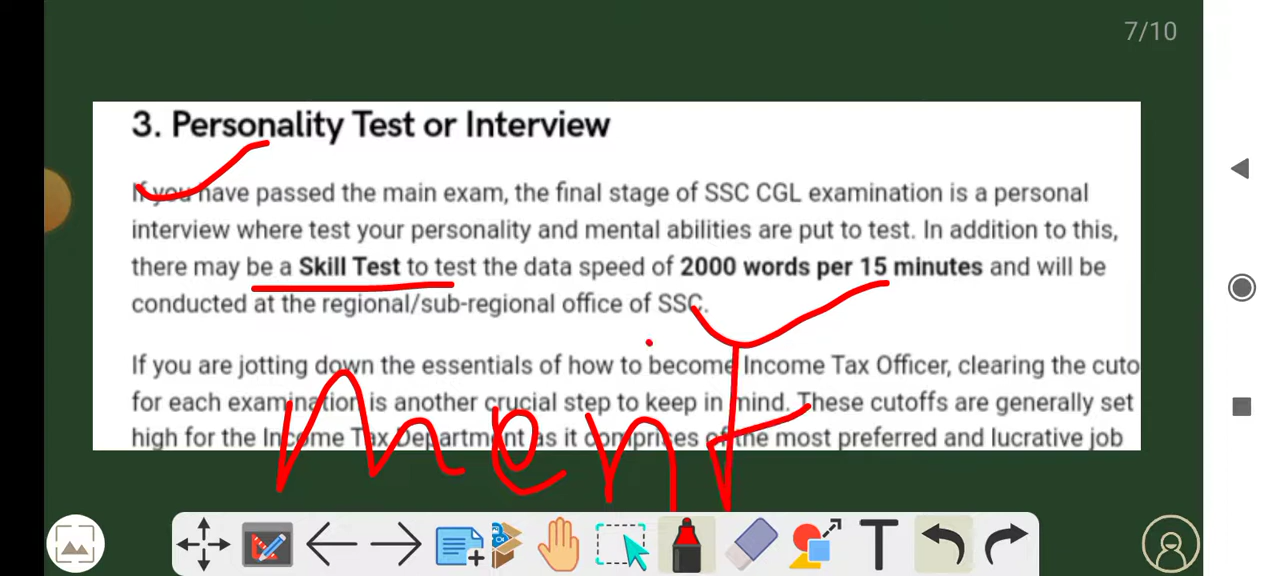 7/10
3. Personality Test or Interview
If you have passed the main exam, the final stage of SSC CGL examination is a personal
interview where test your personality and mental abilities are put to test. In addition to this,
there may be a Skill Test to test the data speed of 2000 words per 15 minutes and will be
conducted at the regional/sub-regional office of SSC.
If you are jotting down the essentials of how to become Income Tax Officer, clearing the cuto
for each examination is another crucial step to keep in mind. These cutoffs are generally set
high for the Income Tax Department as it comprises of the most preferred and lucrative job
T